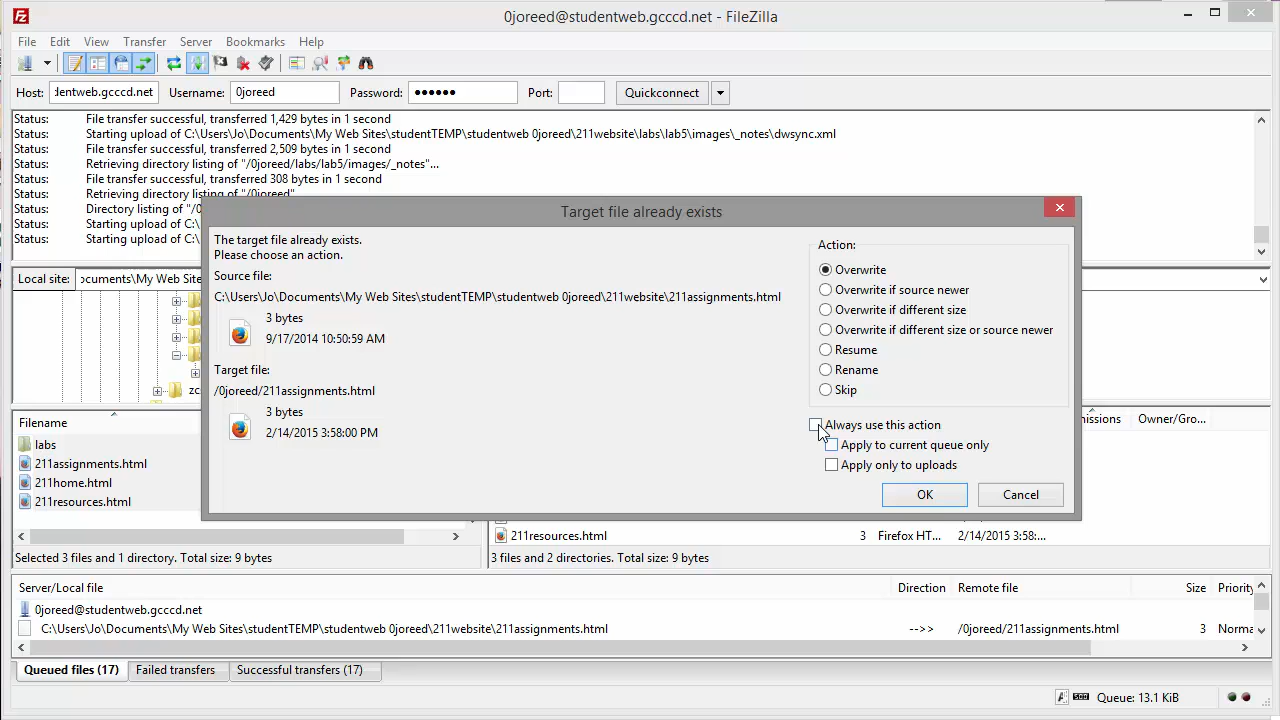 0joreed@studentweb.gcccd.net - FileZilla
File Edit View Transfer Server Bookmarks Help
Host: dentweb.gcccd.net Username: 0joreed Password: ●●●●●● Port: Quickconnect
Status: File transfer successful, transferred 1,429 bytes in 1 second
Status: Starting upload of C:\Users\Jo\Documents\My Web Sites\studentTEMP\studentweb 0joreed\211website\labs\lab5\images\_notes\dwsync.xml
Status: File transfer successful, transferred 2,509 bytes in 1 second
Status: Retrieving directory listing of "/0joreed/labs/lab5/images/_notes"...
Status: File transfer successful, transferred 308 bytes in 1 second
Status: Retrieving directory listing of "/0joreed"
Status: Directory listing of "/0
Status: Starting upload of C:\
Status: Starting upload of C:\
Target file already exists
The target file already exists.
Please choose an action.
Source file:
C:\Users\Jo\Documents\My Web Sites\studentTEMP\studentweb 0joreed\211website\211assignments.html
3 bytes
9/17/2014 10:50:59 AM
Target file:
/0joreed/211assignments.html
3 bytes
2/14/2015 3:58:00 PM
Action:
Overwrite
Overwrite if source newer
Overwrite if different size
Overwrite if different size or source newer
Resume
Rename
Skip
Always use this action
Apply to current queue only
Apply only to uploads
OK Cancel
Local site: ocuments\My Web Sites
zc
Filename
labs
211assignments.html
211home.html
211resources.html
Selected 3 files and 1 directory. Total size: 9 bytes
missions Owner/Gro...
211resources.html 3 Firefox HT... 2/14/2015 3:58:...
3 files and 2 directories. Total size: 9 bytes
Server/Local file Direction Remote file Size Priority
0joreed@studentweb.gcccd.net
C:\Users\Jo\Documents\My Web Sites\studentTEMP\studentweb 0joreed\211website\211assignments.html -->> /0joreed/211assignments.html 3 Norma
Queued files (17) Failed transfers Successful transfers (17)
Queue: 13.1 KiB